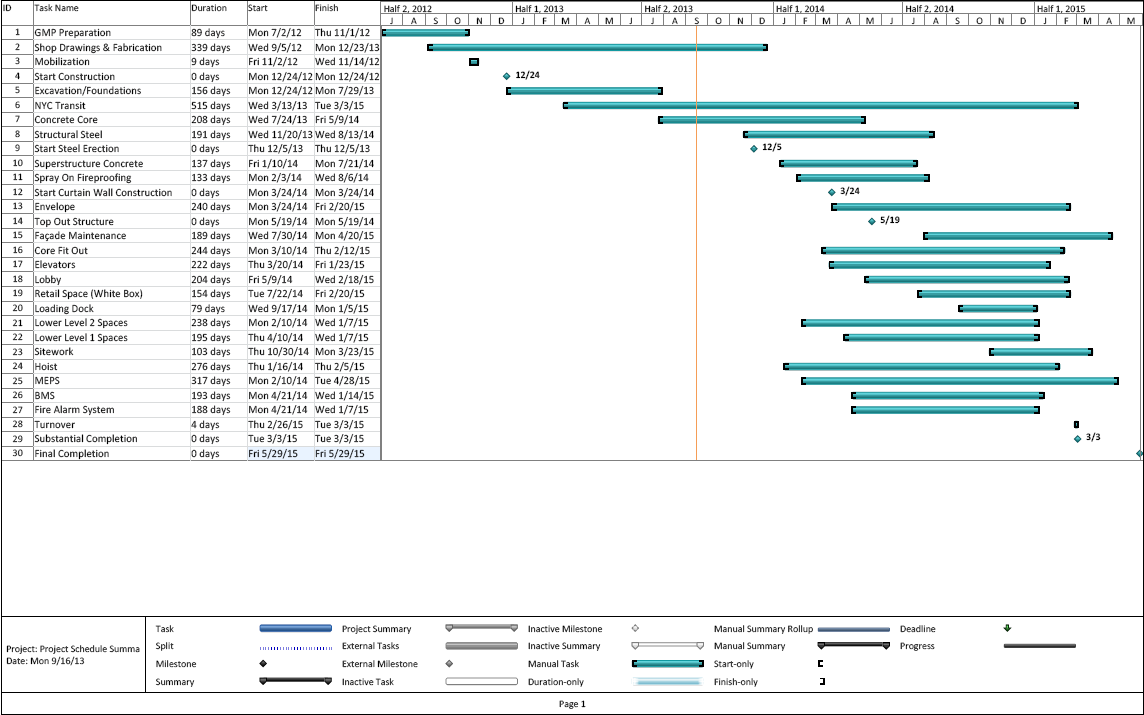 ID Task Name Duration Start Finish Half 2, 2012 Half 1, 2013 Half 2, 2013 Half 1, 2014 Half 2, 2014 Half 1, 2015
J A S O N D J F M A M J J A S O N D J F M A M J J A S O N D J F M A M
1 GMP Preparation 89 days Mon 7/2/12 Thu 11/1/12
2 Shop Drawings & Fabrication 339 days Wed 9/5/12 Mon 12/23/13
3 Mobilization 9 days Fri 11/2/12 Wed 11/14/12
4 Start Construction 0 days Mon 12/24/12 Mon 12/24/12 12/24
5 Excavation/Foundations 156 days Mon 12/24/12 Mon 7/29/13
6 NYC Transit 515 days Wed 3/13/13 Tue 3/3/15
7 Concrete Core 208 days Wed 7/24/13 Fri 5/9/14
8 Structural Steel 191 days Wed 11/20/13 Wed 8/13/14
9 Start Steel Erection 0 days Thu 12/5/13 Thu 12/5/13 12/5
10 Superstructure Concrete 137 days Fri 1/10/14 Mon 7/21/14
11 Spray On Fireproofing 133 days Mon 2/3/14 Wed 8/6/14
12 Start Curtain Wall Construction 0 days Mon 3/24/14 Mon 3/24/14 3/24
13 Envelope 240 days Mon 3/24/14 Fri 2/20/15
14 Top Out Structure 0 days Mon 5/19/14 Mon 5/19/14 5/19
15 Façade Maintenance 189 days Wed 7/30/14 Mon 4/20/15
16 Core Fit Out 244 days Mon 3/10/14 Thu 2/12/15
17 Elevators 222 days Thu 3/20/14 Fri 1/23/15
18 Lobby 204 days Fri 5/9/14 Wed 2/18/15
19 Retail Space (White Box) 154 days Tue 7/22/14 Fri 2/20/15
20 Loading Dock 79 days Wed 9/17/14 Mon 1/5/15
21 Lower Level 2 Spaces 238 days Mon 2/10/14 Wed 1/7/15
22 Lower Level 1 Spaces 195 days Thu 4/10/14 Wed 1/7/15
23 Sitework 103 days Thu 10/30/14 Mon 3/23/15
24 Hoist 276 days Thu 1/16/14 Thu 2/5/15
25 MEPS 317 days Mon 2/10/14 Tue 4/28/15
26 BMS 193 days Mon 4/21/14 Wed 1/14/15
27 Fire Alarm System 188 days Mon 4/21/14 Wed 1/7/15
28 Turnover 4 days Thu 2/26/15 Tue 3/3/15
29 Substantial Completion 0 days Tue 3/3/15 Tue 3/3/15 3/3
30 Final Completion 0 days Fri 5/29/15 Fri 5/29/15
Project: Project Schedule Summa
Date: Mon 9/16/13
Task Project Summary Inactive Milestone Manual Summary Rollup Deadline
Split External Tasks Inactive Summary Manual Summary Progress
Milestone External Milestone Manual Task Start-only
Summary Inactive Task Duration-only Finish-only
Page 1